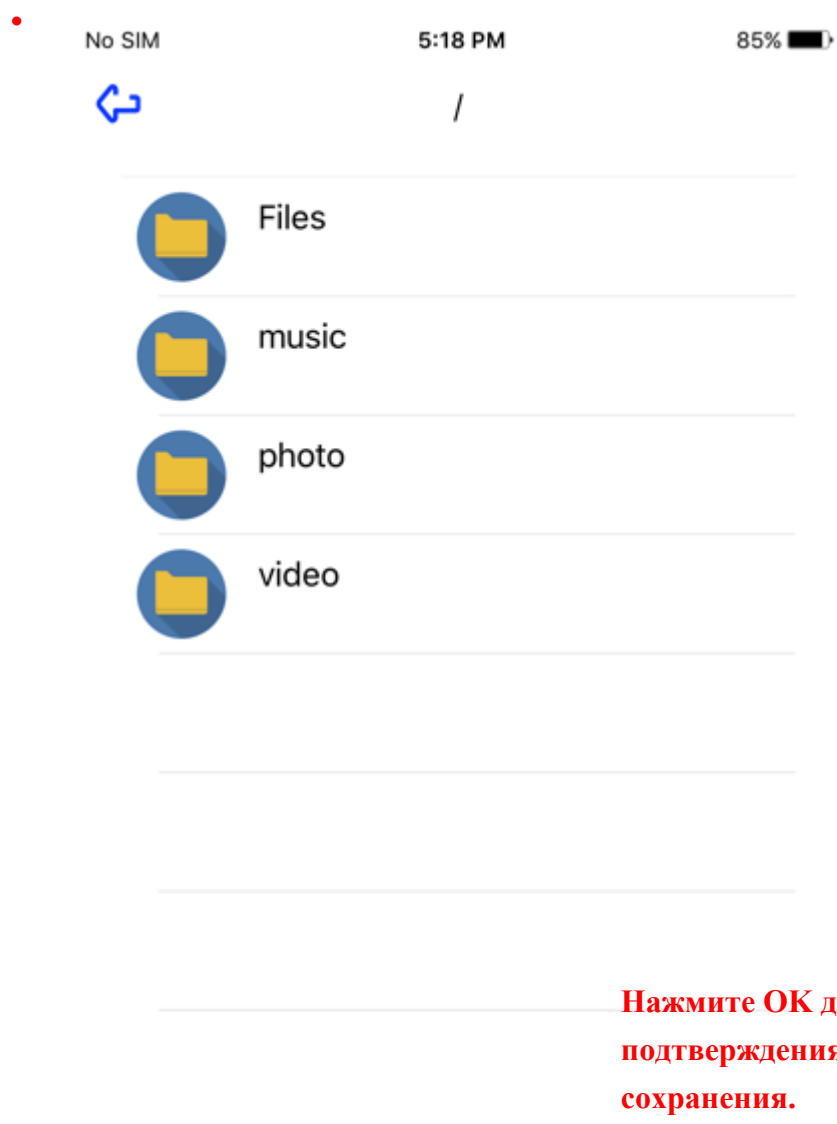 No SIM 5:18 PM 85%
/
Files
music
photo
video
Нажмите OK д
подтверждения
сохранения.